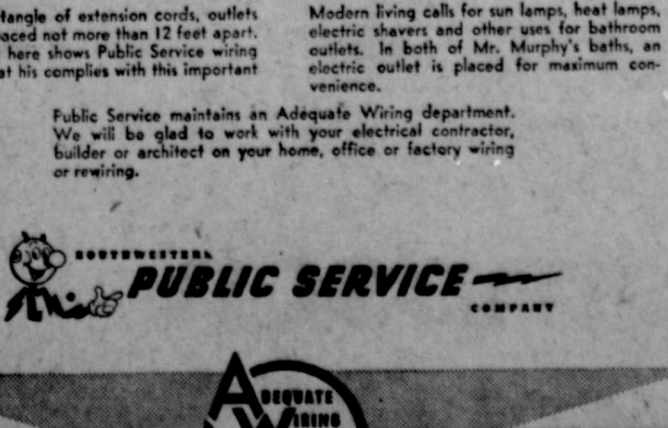 tangle of extension cords, outlets
aced not more than 12 feet apart.
here shows Public Service wiring
at his complies with this important
Modern living calls for sun lamps, heat lamps,
electric shavers and other uses for bathroom
outlets. In both of Mr. Murphy's baths, an
electric outlet is placed for maximum con-
venience.
Public Service maintains an Adequate Wiring department.
We will be glad to work with your electrical contractor,
builder or architect on your home, office or factory wiring
or rewiring.
SOUTHWESTERN
PUBLIC SERVICE
COMPANY
ADEQUATE
WIRING